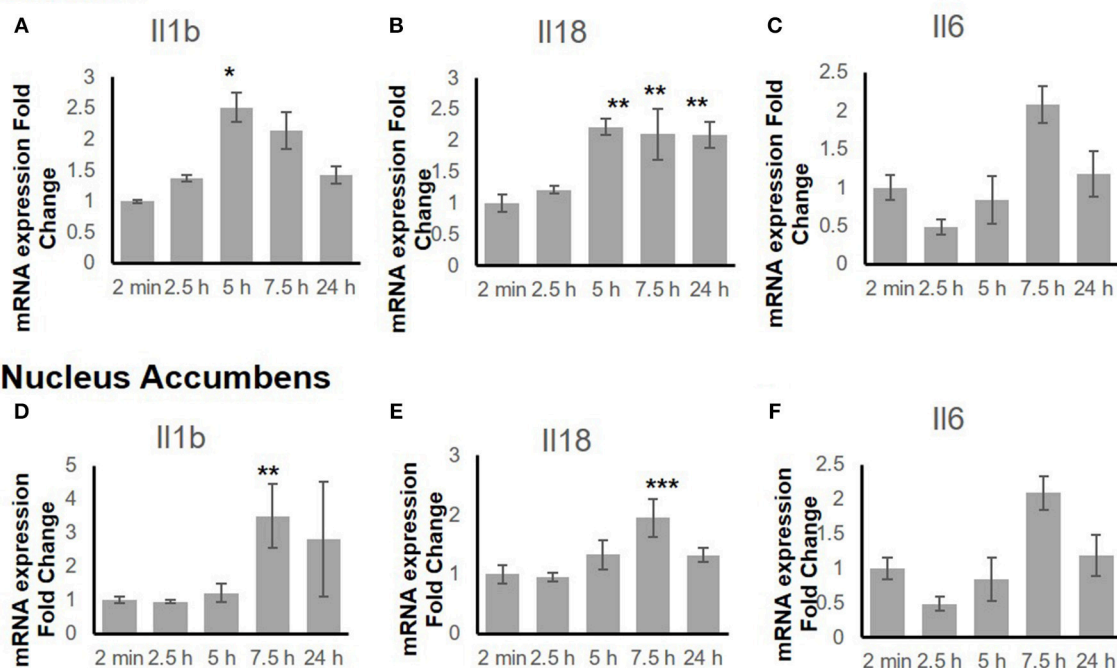 A
Il1b
mRNA expression Fold
Change
3
2.5
2
1.5
1
0.5
0
*
2 min 2.5 h 5 h 7.5 h 24 h
B
Il18
mRNA expression Fold
Change
3
2.5
2
1.5
1
0.5
0
** ** **
2 min 2.5 h 5 h 7.5 h 24 h
C
Il6
mRNA expression Fold
Change
2.5
2
1.5
1
0.5
0
2 min 2.5 h 5 h 7.5 h 24 h
Nucleus Accumbens
D
Il1b
mRNA expression
Fold Change
5
4
3
2
1
0
**
2 min 2.5 h 5 h 7.5 h 24 h
E
Il18
mRNA expression
Fold Change
3
2
1
0
***
2 min 2.5 h 5 h 7.5 h 24 h
F
Il6
mRNA expression
Fold Change
2.5
2
1.5
1
0.5
0
2 min 2.5 h 5 h 7.5 h 24 h